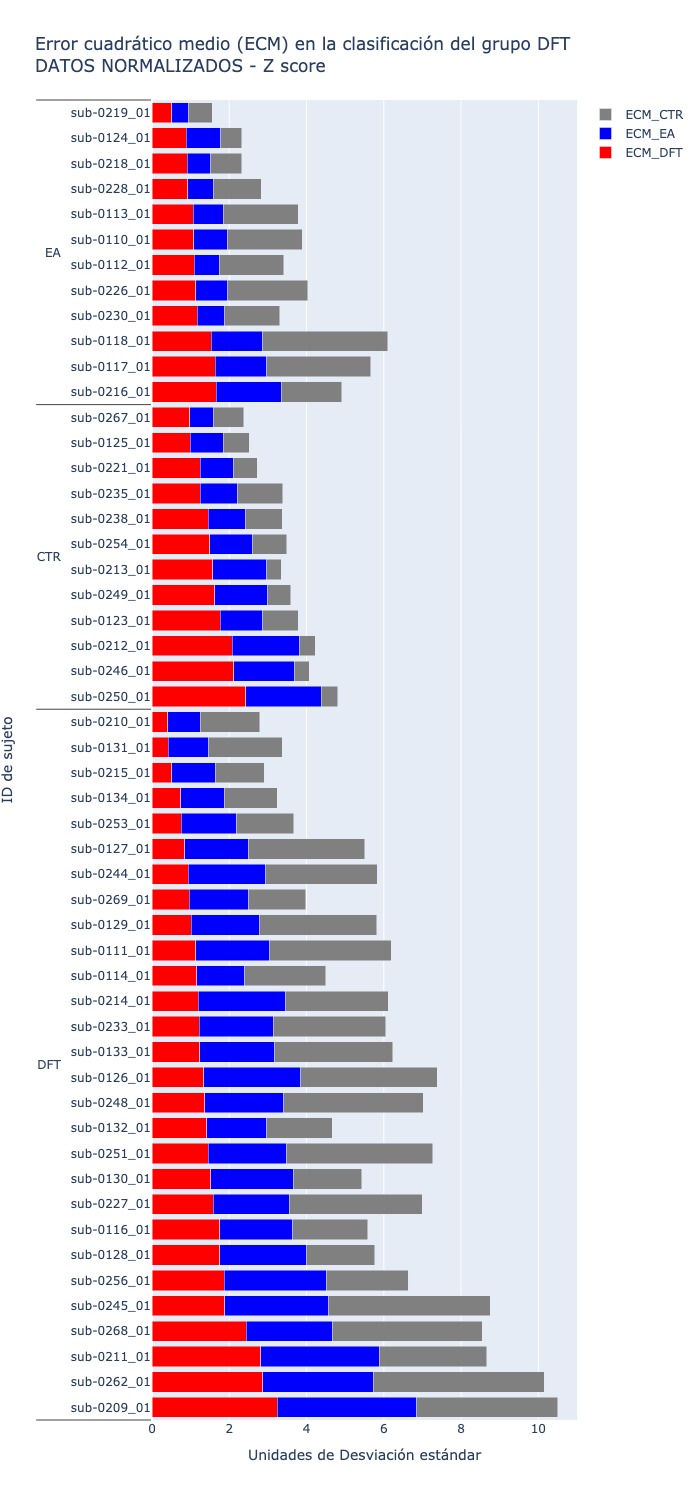 Error cuadrático medio (ECM) en la clasificación del grupo DFT
DATOS NORMALIZADOS - Z score
ECM_CTR
ECM_EA
ECM_DFT
ID de sujeto
EA
sub-0219_01
sub-0124_01
sub-0218_01
sub-0228_01
sub-0113_01
sub-0110_01
sub-0112_01
sub-0226_01
sub-0230_01
sub-0118_01
sub-0117_01
sub-0216_01
CTR
sub-0267_01
sub-0125_01
sub-0221_01
sub-0235_01
sub-0238_01
sub-0254_01
sub-0213_01
sub-0249_01
sub-0123_01
sub-0212_01
sub-0246_01
sub-0250_01
DFT
sub-0210_01
sub-0131_01
sub-0215_01
sub-0134_01
sub-0253_01
sub-0127_01
sub-0244_01
sub-0269_01
sub-0129_01
sub-0111_01
sub-0114_01
sub-0214_01
sub-0233_01
sub-0133_01
sub-0126_01
sub-0248_01
sub-0132_01
sub-0251_01
sub-0130_01
sub-0227_01
sub-0116_01
sub-0128_01
sub-0256_01
sub-0245_01
sub-0268_01
sub-0211_01
sub-0262_01
sub-0209_01
0 2 4 6 8 10
Unidades de Desviación estándar